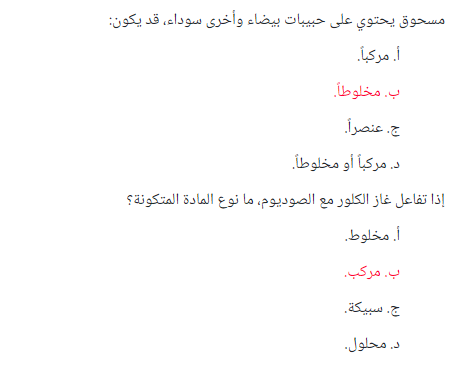 مسحوق يحتوي على حبيبات بيضاء وأخرى سوداء، قد يكون:
أ. مركباً.
ب. مخلوطاً.
ج. عنصراً.
د. مركباً أو مخلوطاً.
إذا تفاعل غاز الكلور مع الصوديوم، ما نوع المادة المتكونة؟
أ. مخلوط.
ب. مركب.
ج. سبيكة.
د. محلول.